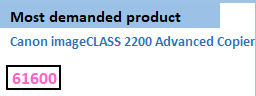 Most demanded product
Canon imageCLASS 2200 Advanced Copier
61600